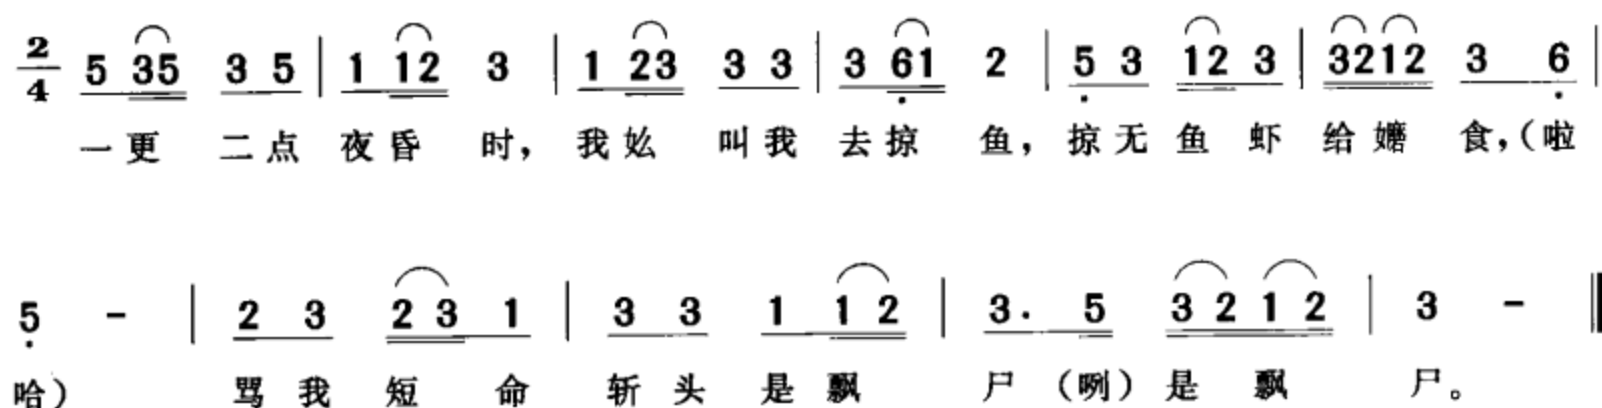 2/4 5 35 3 5 | 1 12 3 | 1 23 3 3 | 3 61 2 | 5 3 12 3 | 3212 3 6 |
一更 二点 夜昏 时，我妐 叫我 去掠 鱼，掠无 鱼 虾 给嬷 食，（啦
5 - | 2 3 2 3 1 | 3 3 1 1 2 | 3. 5 3 2 1 2 | 3 - ‖
哈） 骂我 短 命 斩头 是飘 尸（咧）是 飘 尸。